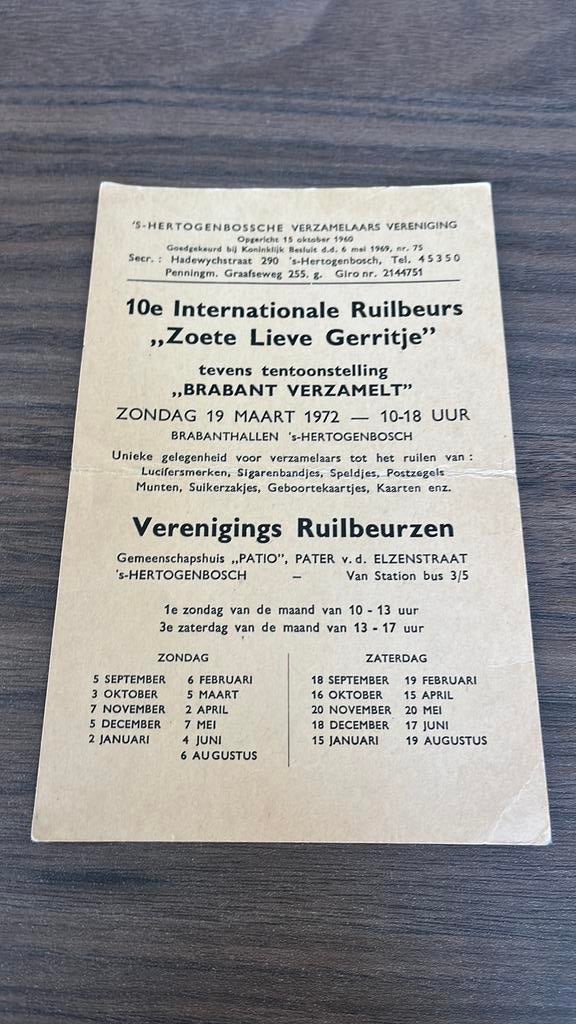 'S-HERTOGENBOSSCHE VERZAMELAARS VERENIGING
Opgericht 15 oktober 1960
Goedgekeurd bij Koninklijk Besluit d.d. 6 mei 1969, nr. 75
Secr. : Hadewychstraat 290 's-Hertogenbosch, Tel. 45350
Penningm. Graafseweg 255. g. Giro nr. 2144751
10e Internationale Ruilbeurs
„Zoete Lieve Gerritje”
tevens tentoonstelling
„BRABANT VERZAMELT”
ZONDAG 19 MAART 1972 — 10-18 UUR
BRABANTHALLEN 's-HERTOGENBOSCH
Unieke gelegenheid voor verzamelaars tot het ruilen van :
Lucifersmerken, Sigarenbandjes, Speldjes, Postzegels
Munten, Suikerzakjes, Geboortekaartjes, Kaarten enz.
Verenigings Ruilbeurzen
Gemeenschapshuis „PATIO”, PATER v. d. ELZENSTRAAT
's-HERTOGENBOSCH – Van Station bus 3/5
1e zondag van de maand van 10 - 13 uur
3e zaterdag van de maand van 13 - 17 uur
ZONDAG
5 SEPTEMBER 6 FEBRUARI
3 OKTOBER 5 MAART
7 NOVEMBER 2 APRIL
5 DECEMBER 7 MEI
2 JANUARI 4 JUNI
6 AUGUSTUS
ZATERDAG
18 SEPTEMBER 19 FEBRUARI
16 OKTOBER 15 APRIL
20 NOVEMBER 20 MEI
18 DECEMBER 17 JUNI
15 JANUARI 19 AUGUSTUS